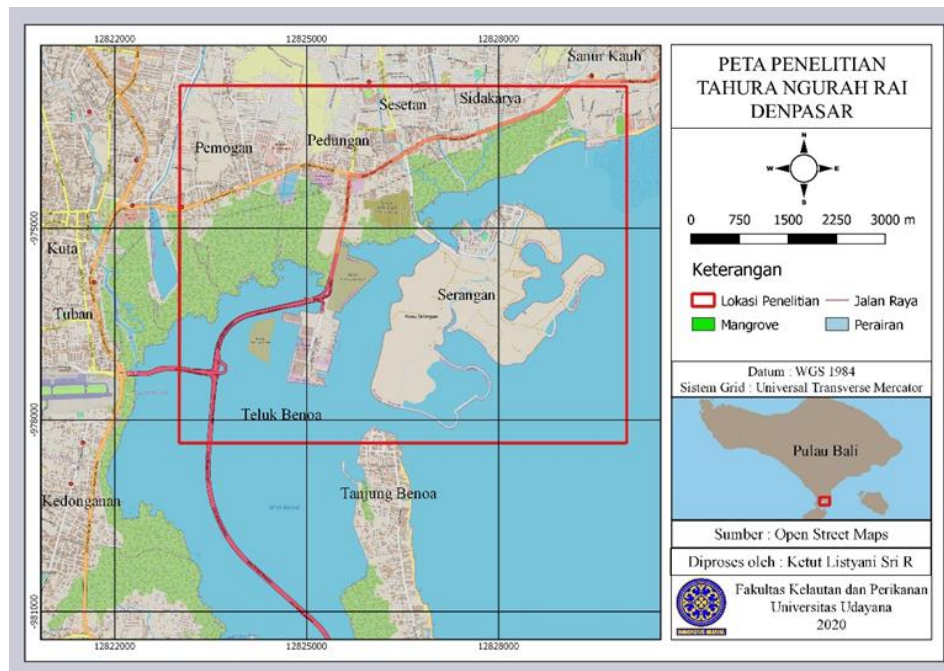 12822000
12825000
12828000
Sanur Kauh
Sesetan
Sidakarya
Pedungan
Pemogan
-975000
Kuta
Serangan
Tuban
Teluk Benoa
-978000
Kedonganan
Tanjung Benoa
-981000
12822000
12825000
12828000
PETA PENELITIAN
TAHURA NGURAH RAI
DENPASAR
N
W
E
S
0 750 1500 2250 3000 m
Keterangan
Lokasi Penelitian
Jalan Raya
Mangrove
Perairan
Datum : WGS 1984
Sistem Grid : Universal Transverse Mercator
Pulau Bali
Sumber : Open Street Maps
Diproses oleh : Ketut Listyani Sri R
Fakultas Kelautan dan Perikanan
Universitas Udayana
2020
UNIVERSITAS UDAYANA